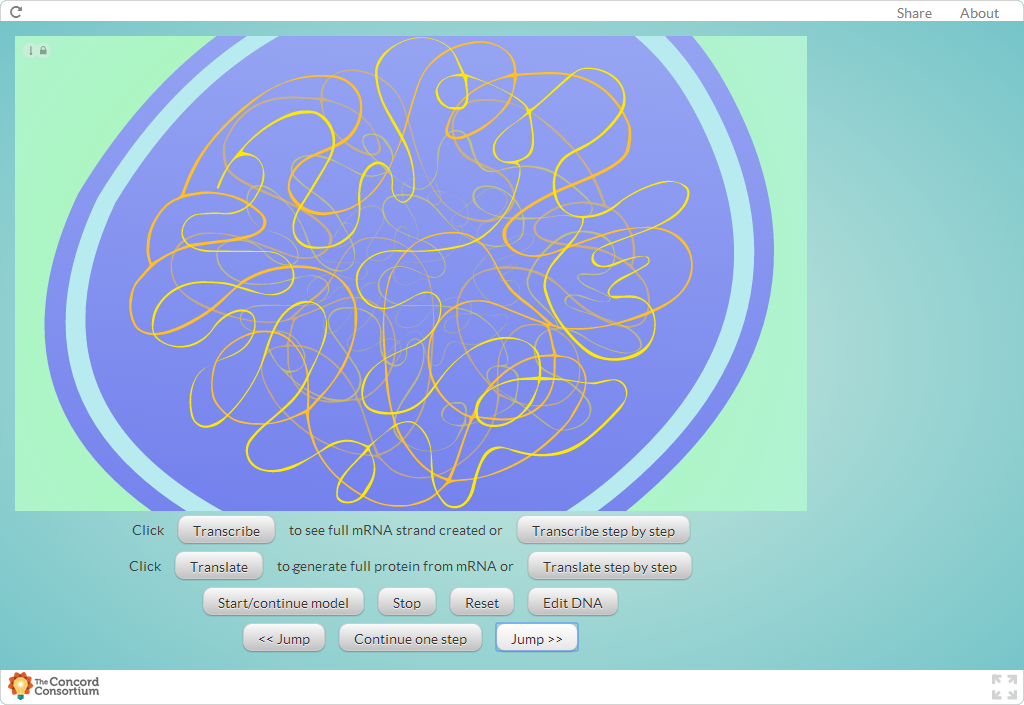 Share About
Click Transcribe to see full mRNA strand created or Transcribe step by step
Click Translate to generate full protein from mRNA or Translate step by step
Start/continue model Stop Reset Edit DNA
<< Jump Continue one step Jump >>
The Concord
Consortium